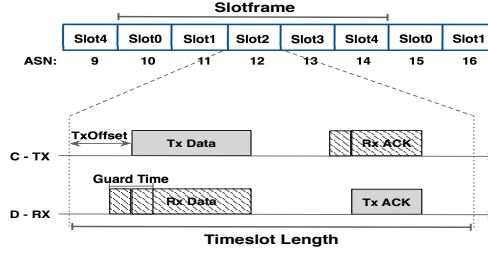 Slotframe
Slot4 Slot0 Slot1 Slot2 Slot3 Slot4 Slot0 Slot1
ASN: 9 10 11 12 13 14 15 16
TxOffset
Tx Data
Rx ACK
C - TX
Guard Time
Rx Data
Tx ACK
D - RX
Timeslot Length